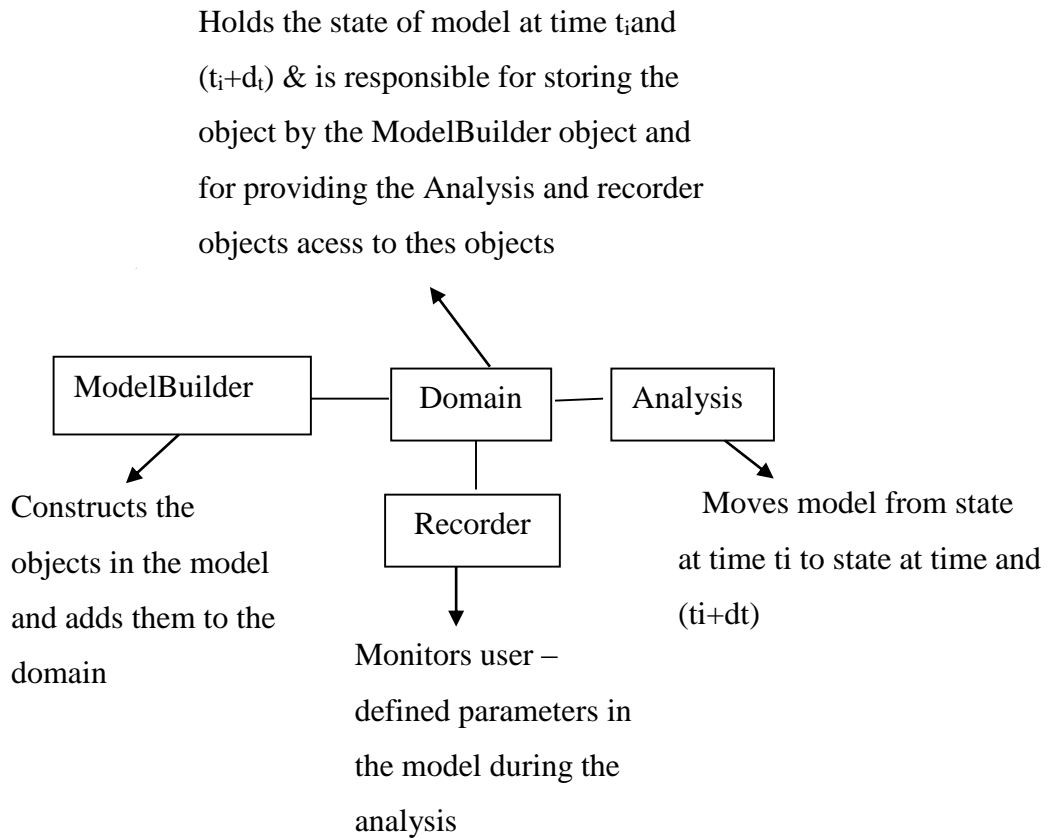 Holds the state of model at time tᵢand
(tᵢ+dₜ) & is responsible for storing the
object by the ModelBuilder object and
for providing the Analysis and recorder
objects acess to thes objects
ModelBuilder
Domain
Analysis
Recorder
Constructs the
objects in the model
and adds them to the
domain
Monitors user –
defined parameters in
the model during the
analysis
Moves model from state
at time ti to state at time and
(ti+dt)